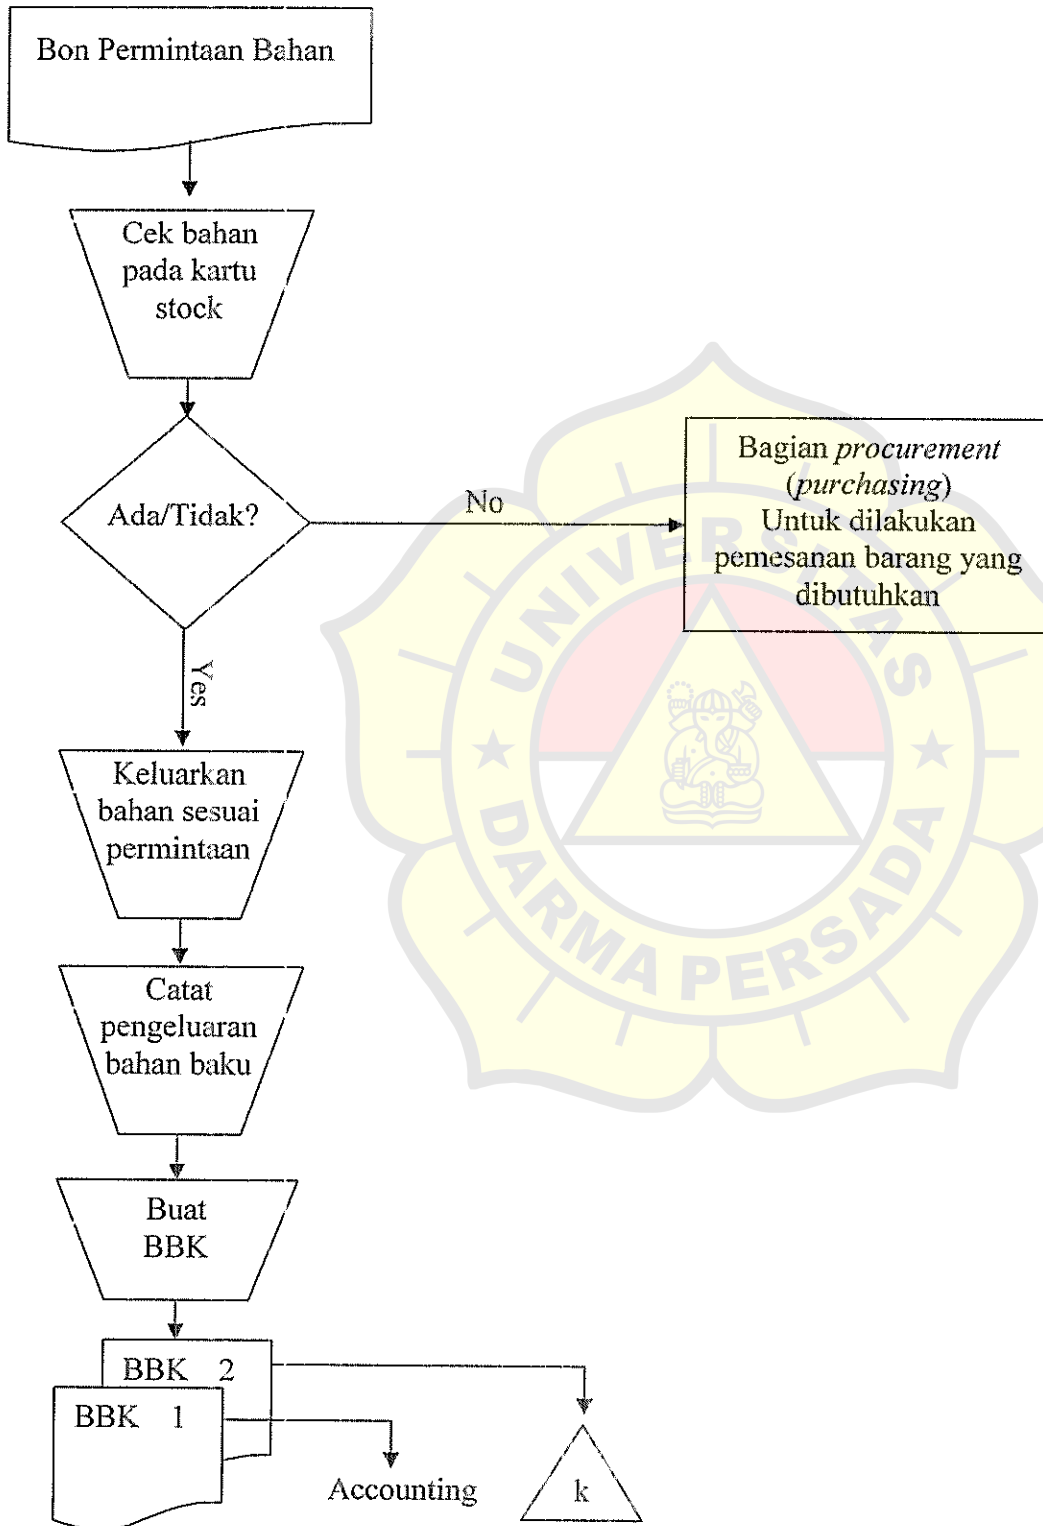 Bon Permintaan Bahan
Cek bahan
pada kartu
stock
Ada/Tidak?
No
Bagian procurement
(purchasing)
Untuk dilakukan
pemesanan barang yang
dibutuhkan
Yes
Keluarkan
bahan sesuai
permintaan
Catat
pengeluaran
bahan baku
Buat
BBK
BBK 2
BBK 1
Accounting
k
UNIVERSITAS
DARMA PERSADA